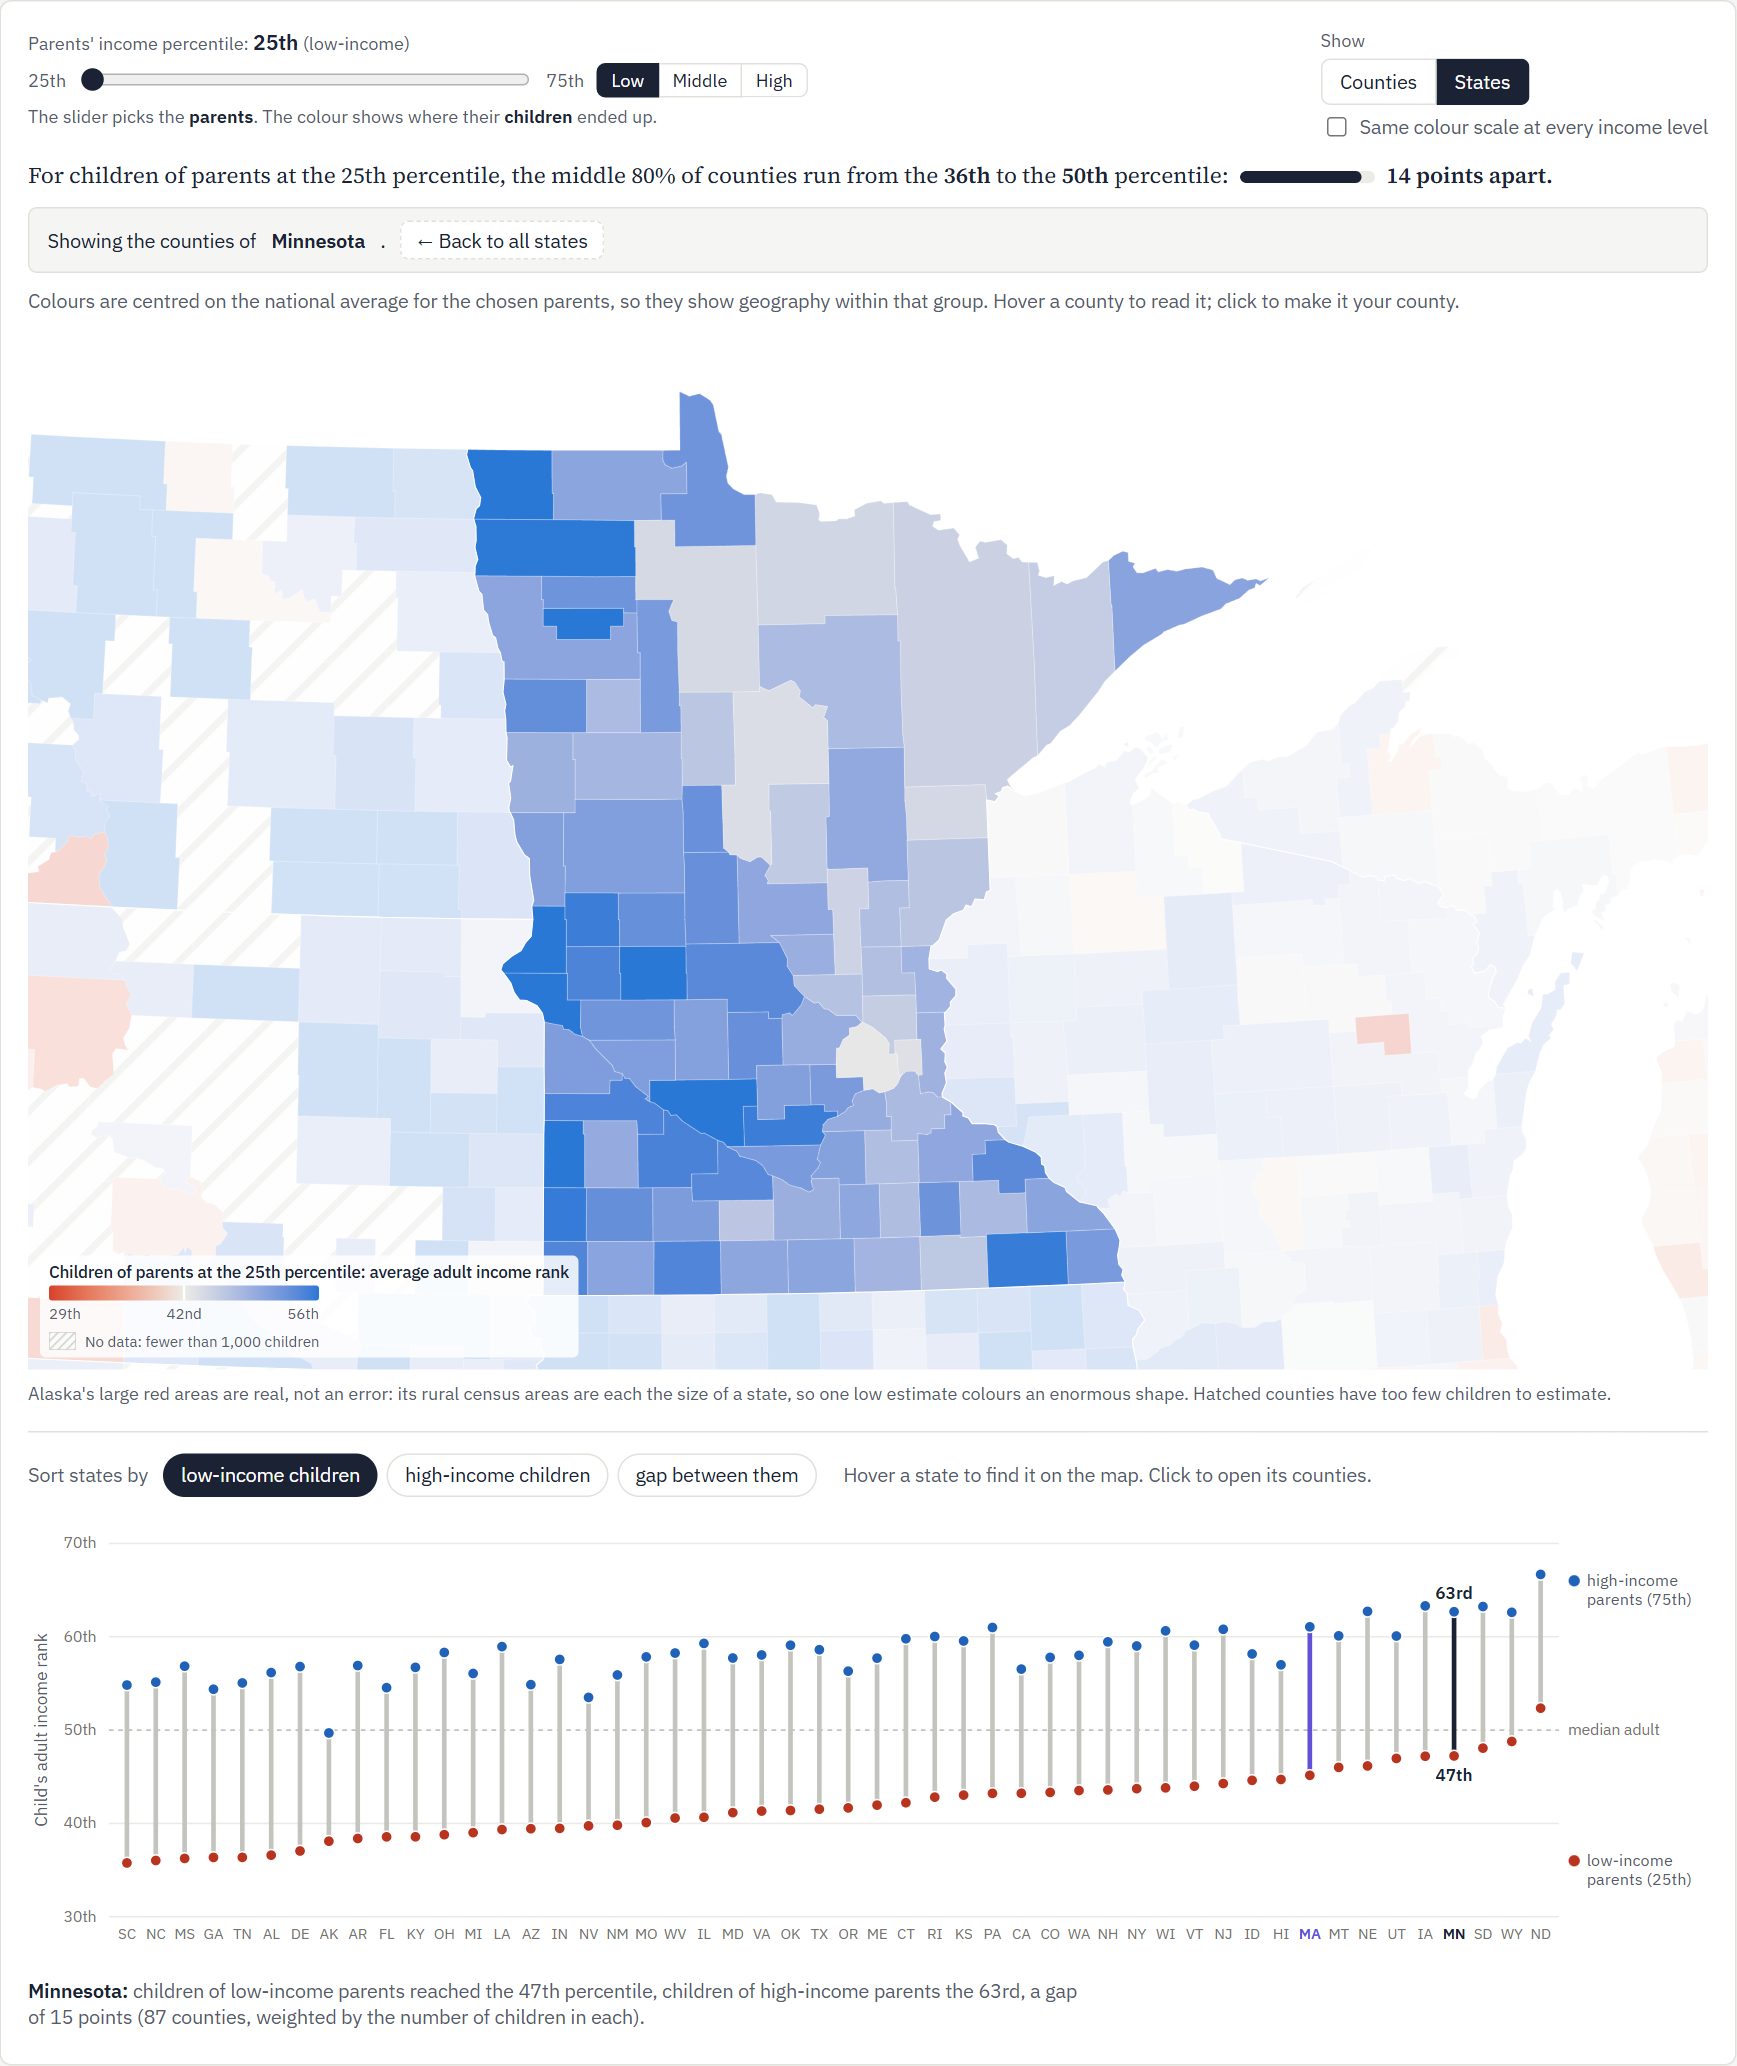 Parents' income percentile: 25th (low-income)
25th
75th
Low
Middle
High
The slider picks the parents. The colour shows where their children ended up.
Show
Counties
States
Same colour scale at every income level
For children of parents at the 25th percentile, the middle 80% of counties run from the 36th to the 50th percentile: 14 points apart.
Showing the counties of Minnesota . ← Back to all states
Colours are centred on the national average for the chosen parents, so they show geography within that group. Hover a county to read it; click to make it your county.
Children of parents at the 25th percentile: average adult income rank
29th 42nd 56th
No data: fewer than 1,000 children
Alaska's large red areas are real, not an error: its rural census areas are each the size of a state, so one low estimate colours an enormous shape. Hatched counties have too few children to estimate.
Sort states by low-income children high-income children gap between them Hover a state to find it on the map. Click to open its counties.
Child's adult income rank
70th
60th
50th
40th
30th
63rd
47th
high-income
parents (75th)
median adult
low-income
parents (25th)
SC NC MS GA TN AL DE AK AR FL KY OH MI LA AZ IN NV NM MO WV IL MD VA OK TX OR ME CT RI KS PA CA CO WA NH NY WI VT NJ ID HI MA MT NE UT IA MN SD WY ND
Minnesota: children of low-income parents reached the 47th percentile, children of high-income parents the 63rd, a gap
of 15 points (87 counties, weighted by the number of children in each).